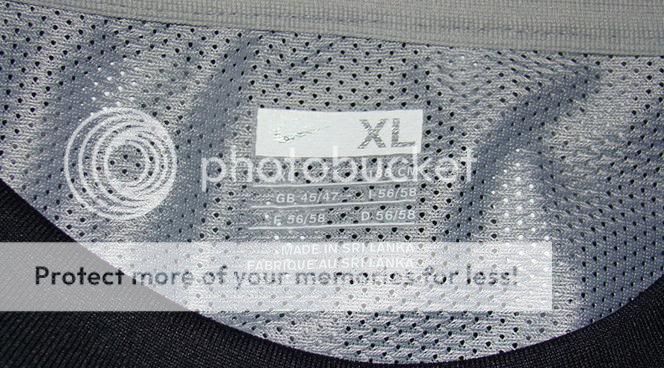 XL
photobucket
GB 45/47 I 56/58
E 56/58 D 56/58
MADE IN SRI LANKA
FABRIQUÉ AU SRI LANKA
Protect more of your memories for less!